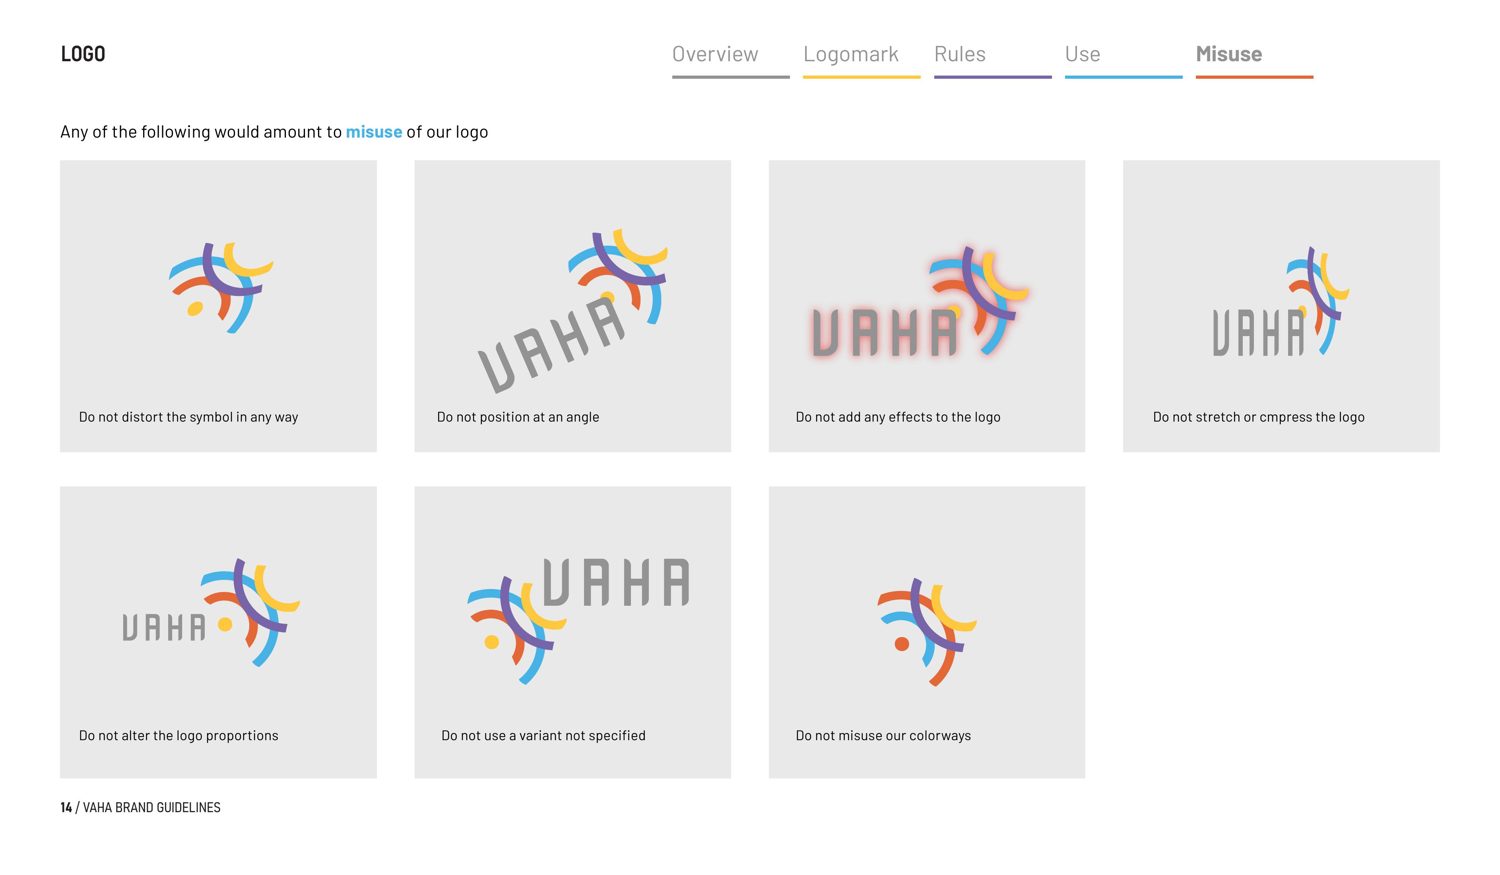 LOGO
Overview
Logomark
Rules
Use
Misuse
Any of the following would amount to misuse of our logo
VAHA
VAHA
VAHA
Do not distort the symbol in any way
Do not position at an angle
Do not add any effects to the logo
Do not stretch or cmpress the logo
VAHA
VAHA
Do not alter the logo proportions
Do not use a variant not specified
Do not misuse our colorways
14 / VAHA BRAND GUIDELINES